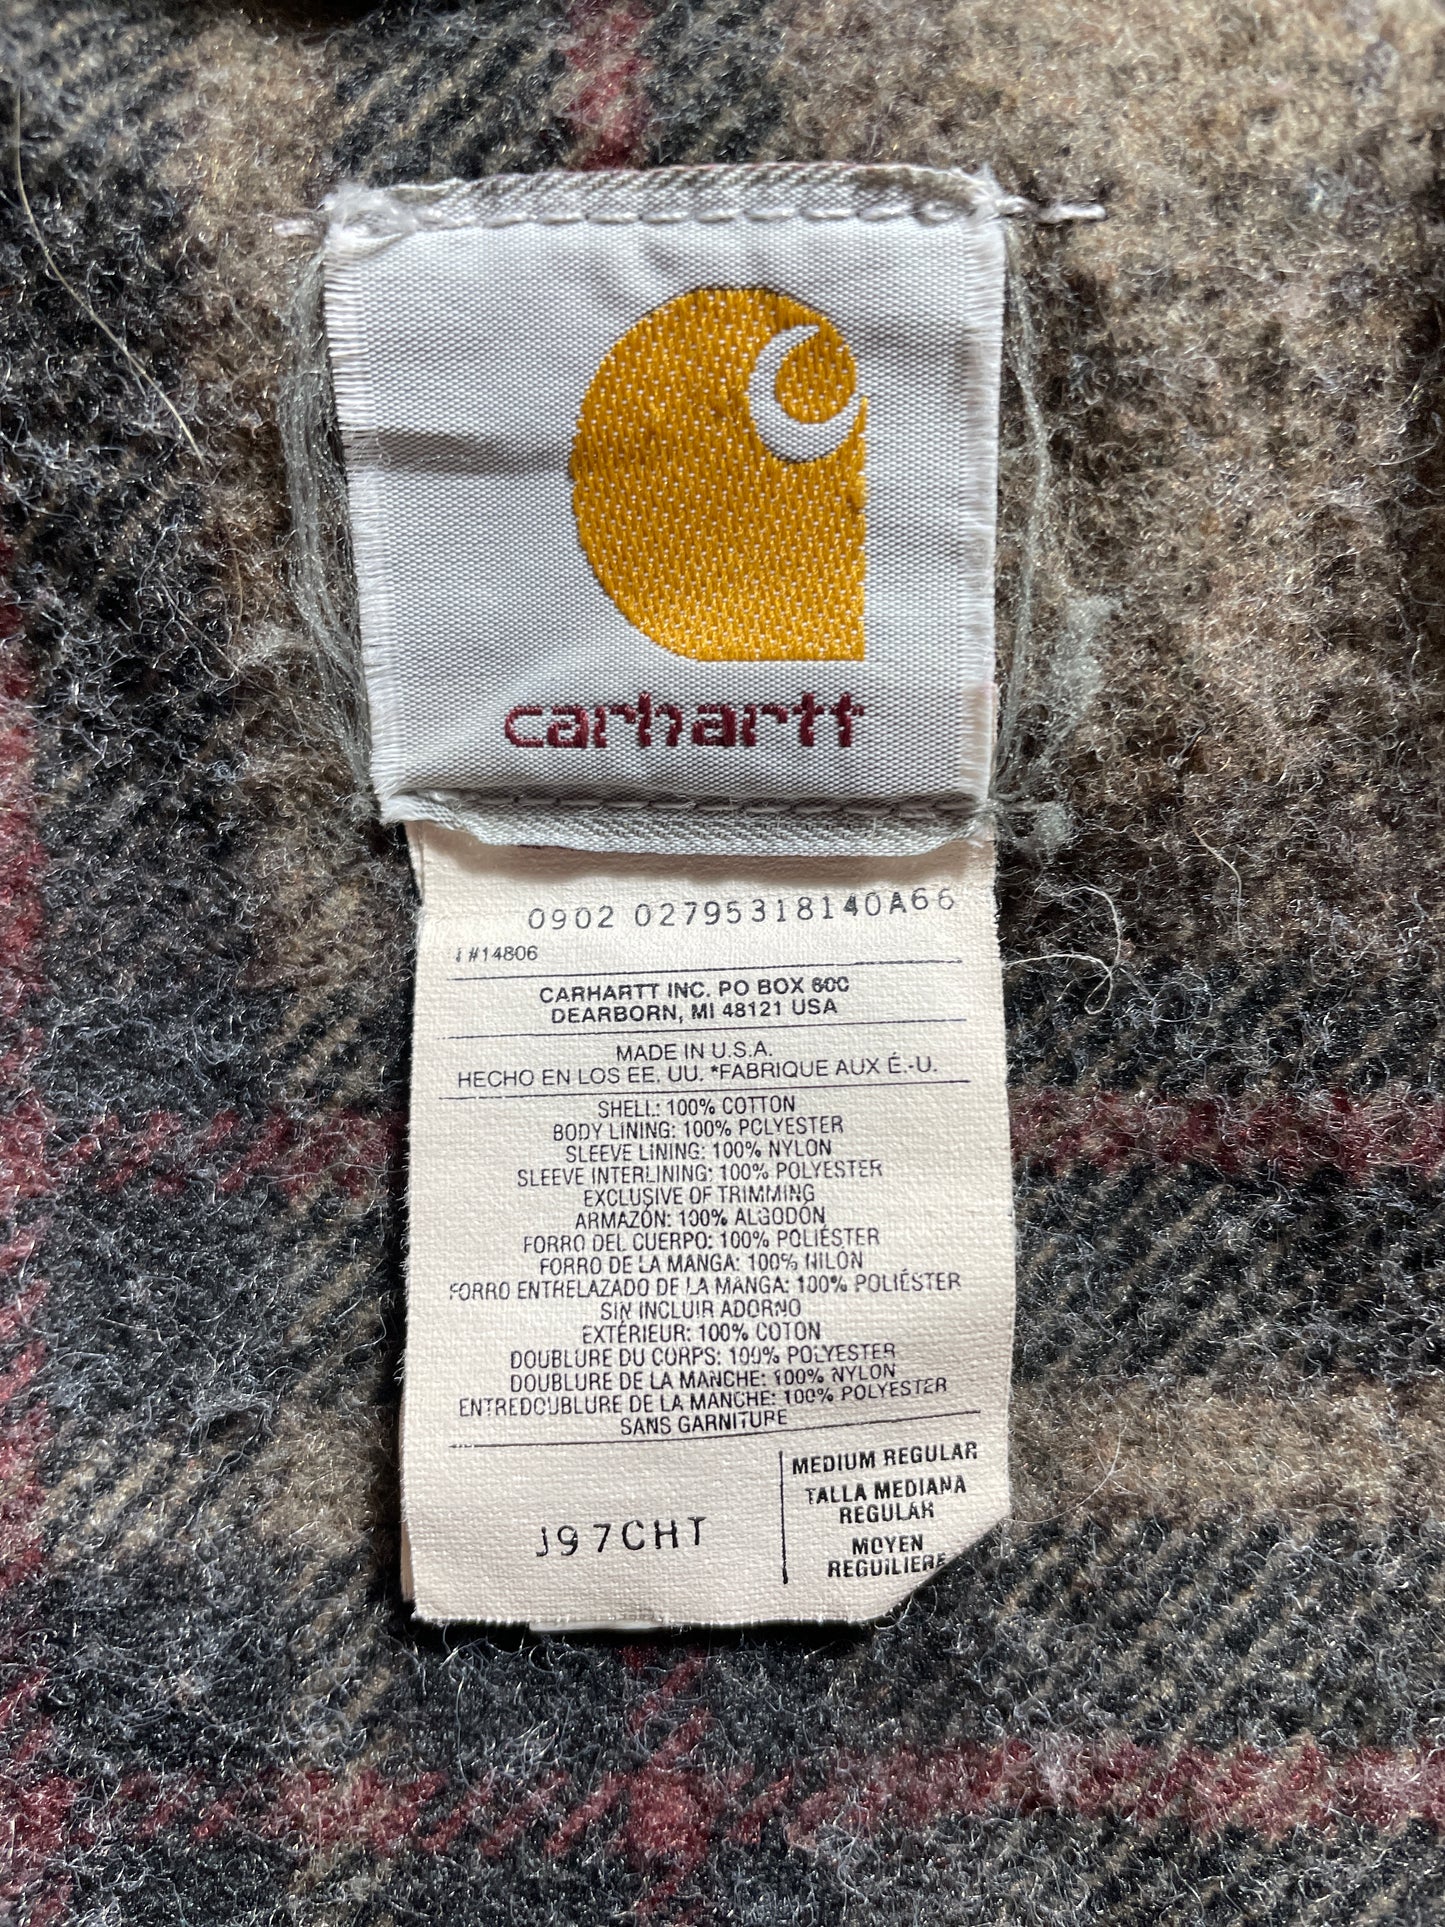 carhartt
0902 02795318140A66
#14806
CARHARTT INC. PO BOX 600
DEARBORN, MI 48121 USA
MADE IN U.S.A.
HECHO EN LOS EE. UU. *FABRIQUE AUX É.-U.
SHELL: 100% COTTON
BODY LINING: 100% POLYESTER
SLEEVE LINING: 100% NYLON
SLEEVE INTERLINING: 100% POLYESTER
EXCLUSIVE OF TRIMMING
ARMAZÓN: 100% ALGODÓN
FORRO DEL CUERPO: 100% POLIÉSTER
FORRO DE LA MANGA: 100% NILÓN
FORRO ENTRELAZADO DE LA MANGA: 100% POLIÉSTER
SIN INCLUIR ADORNO
EXTÉRIEUR: 100% COTON
DOUBLURE DU CORPS: 100% POLYESTER
DOUBLURE DE LA MANCHE: 100% NYLON
ENTREDOUBLURE DE LA MANCHE: 100% POLYESTER
SANS GARNITURE
J97CHT
MEDIUM REGULAR
TALLA MEDIANA
REGULAR
MOYEN
REGUILIERE